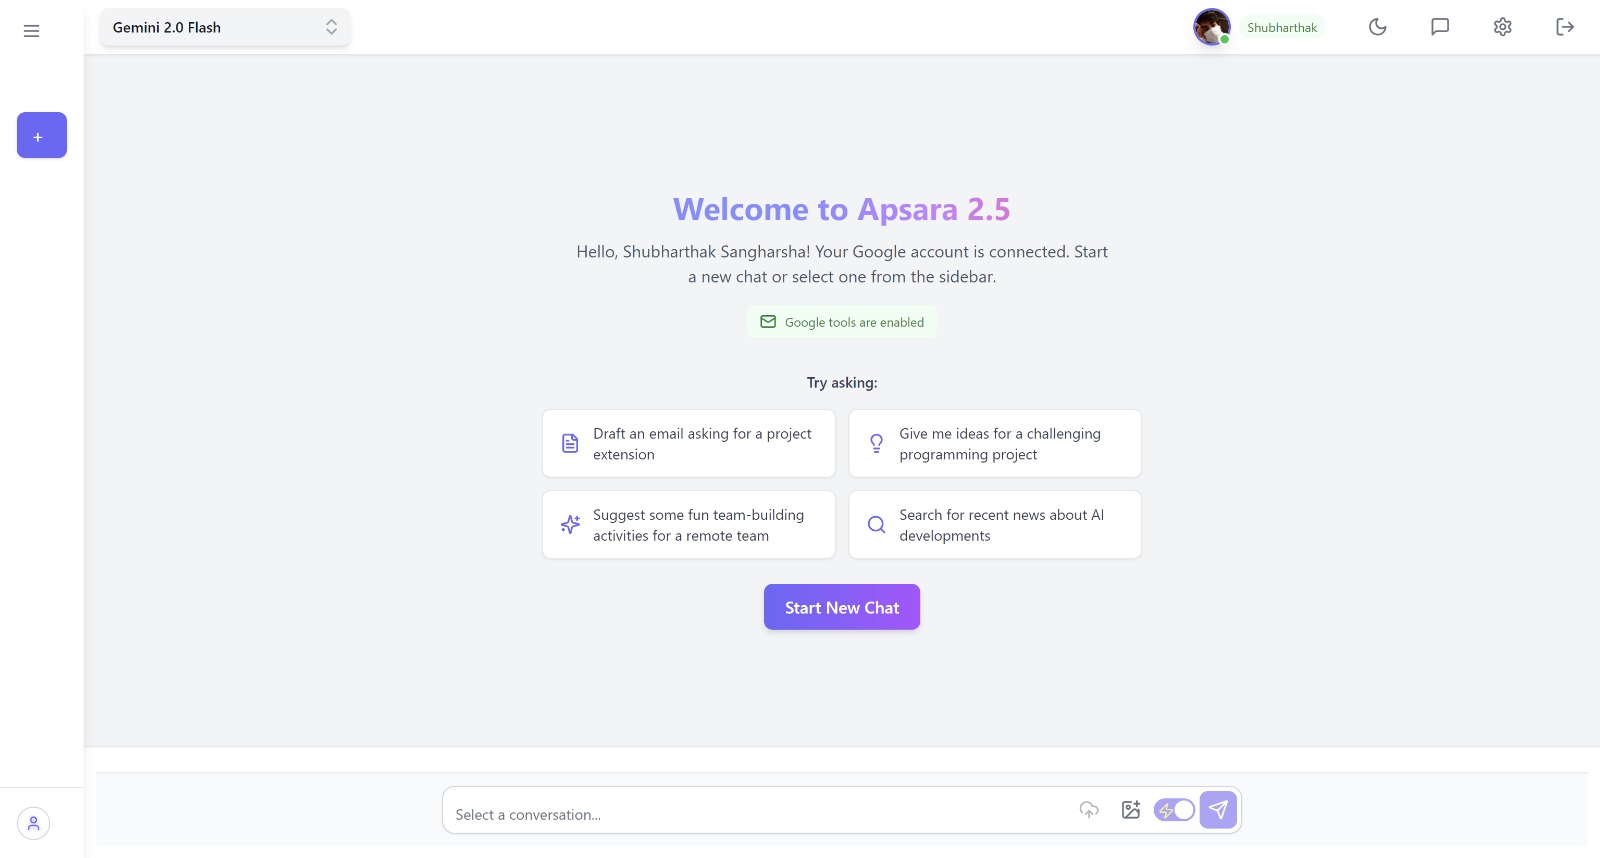 Gemini 2.0 Flash
Shubharthak
+
Welcome to Apsara 2.5
Hello, Shubharthak Sangharsha! Your Google account is connected. Start
a new chat or select one from the sidebar.
Google tools are enabled
Try asking:
Draft an email asking for a project
extension
Give me ideas for a challenging
programming project
Suggest some fun team-building
activities for a remote team
Search for recent news about AI
developments
Start New Chat
Select a conversation...